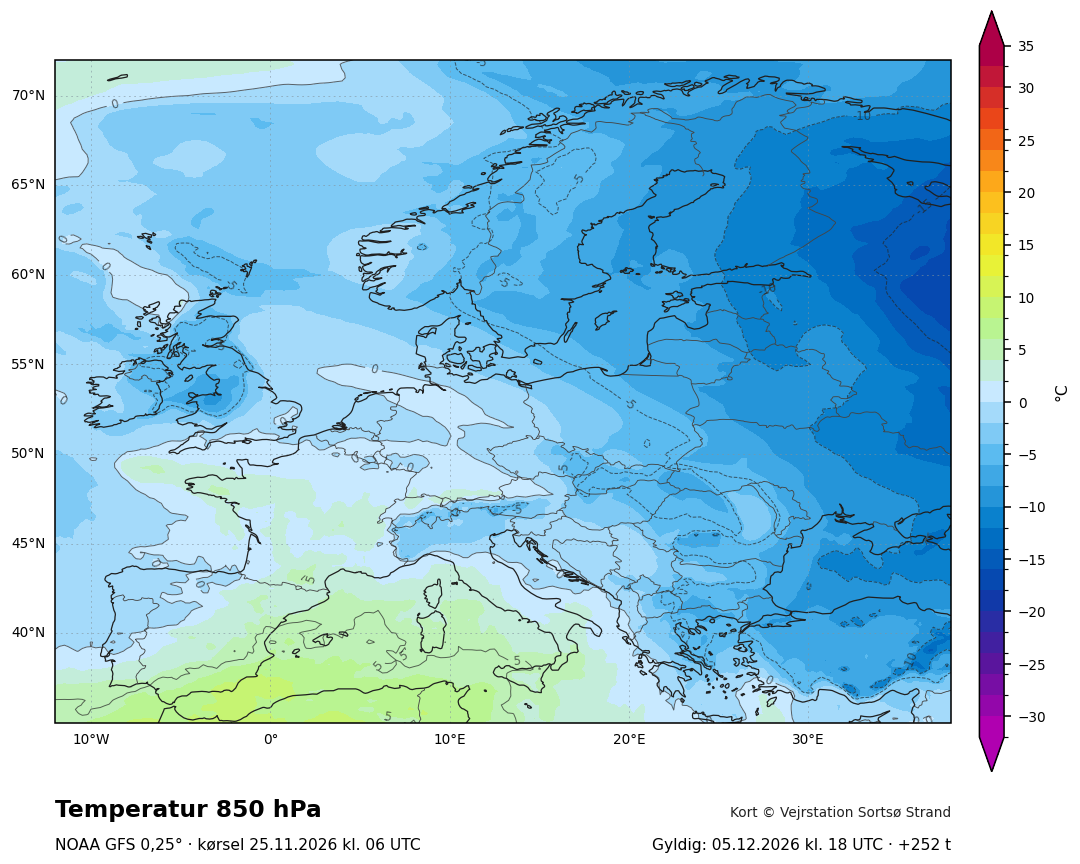 70°N
65°N
60°N
55°N
50°N
45°N
40°N
10°W
0°
10°E
20°E
30°E
35
30
25
20
15
10
5
0
−5
−10
−15
−20
−25
−30
°C
Temperatur 850 hPa
Kort © Vejrstation Sortsø Strand
NOAA GFS 0,25° · kørsel 25.11.2026 kl. 06 UTC
Gyldig: 05.12.2026 kl. 18 UTC · +252 t